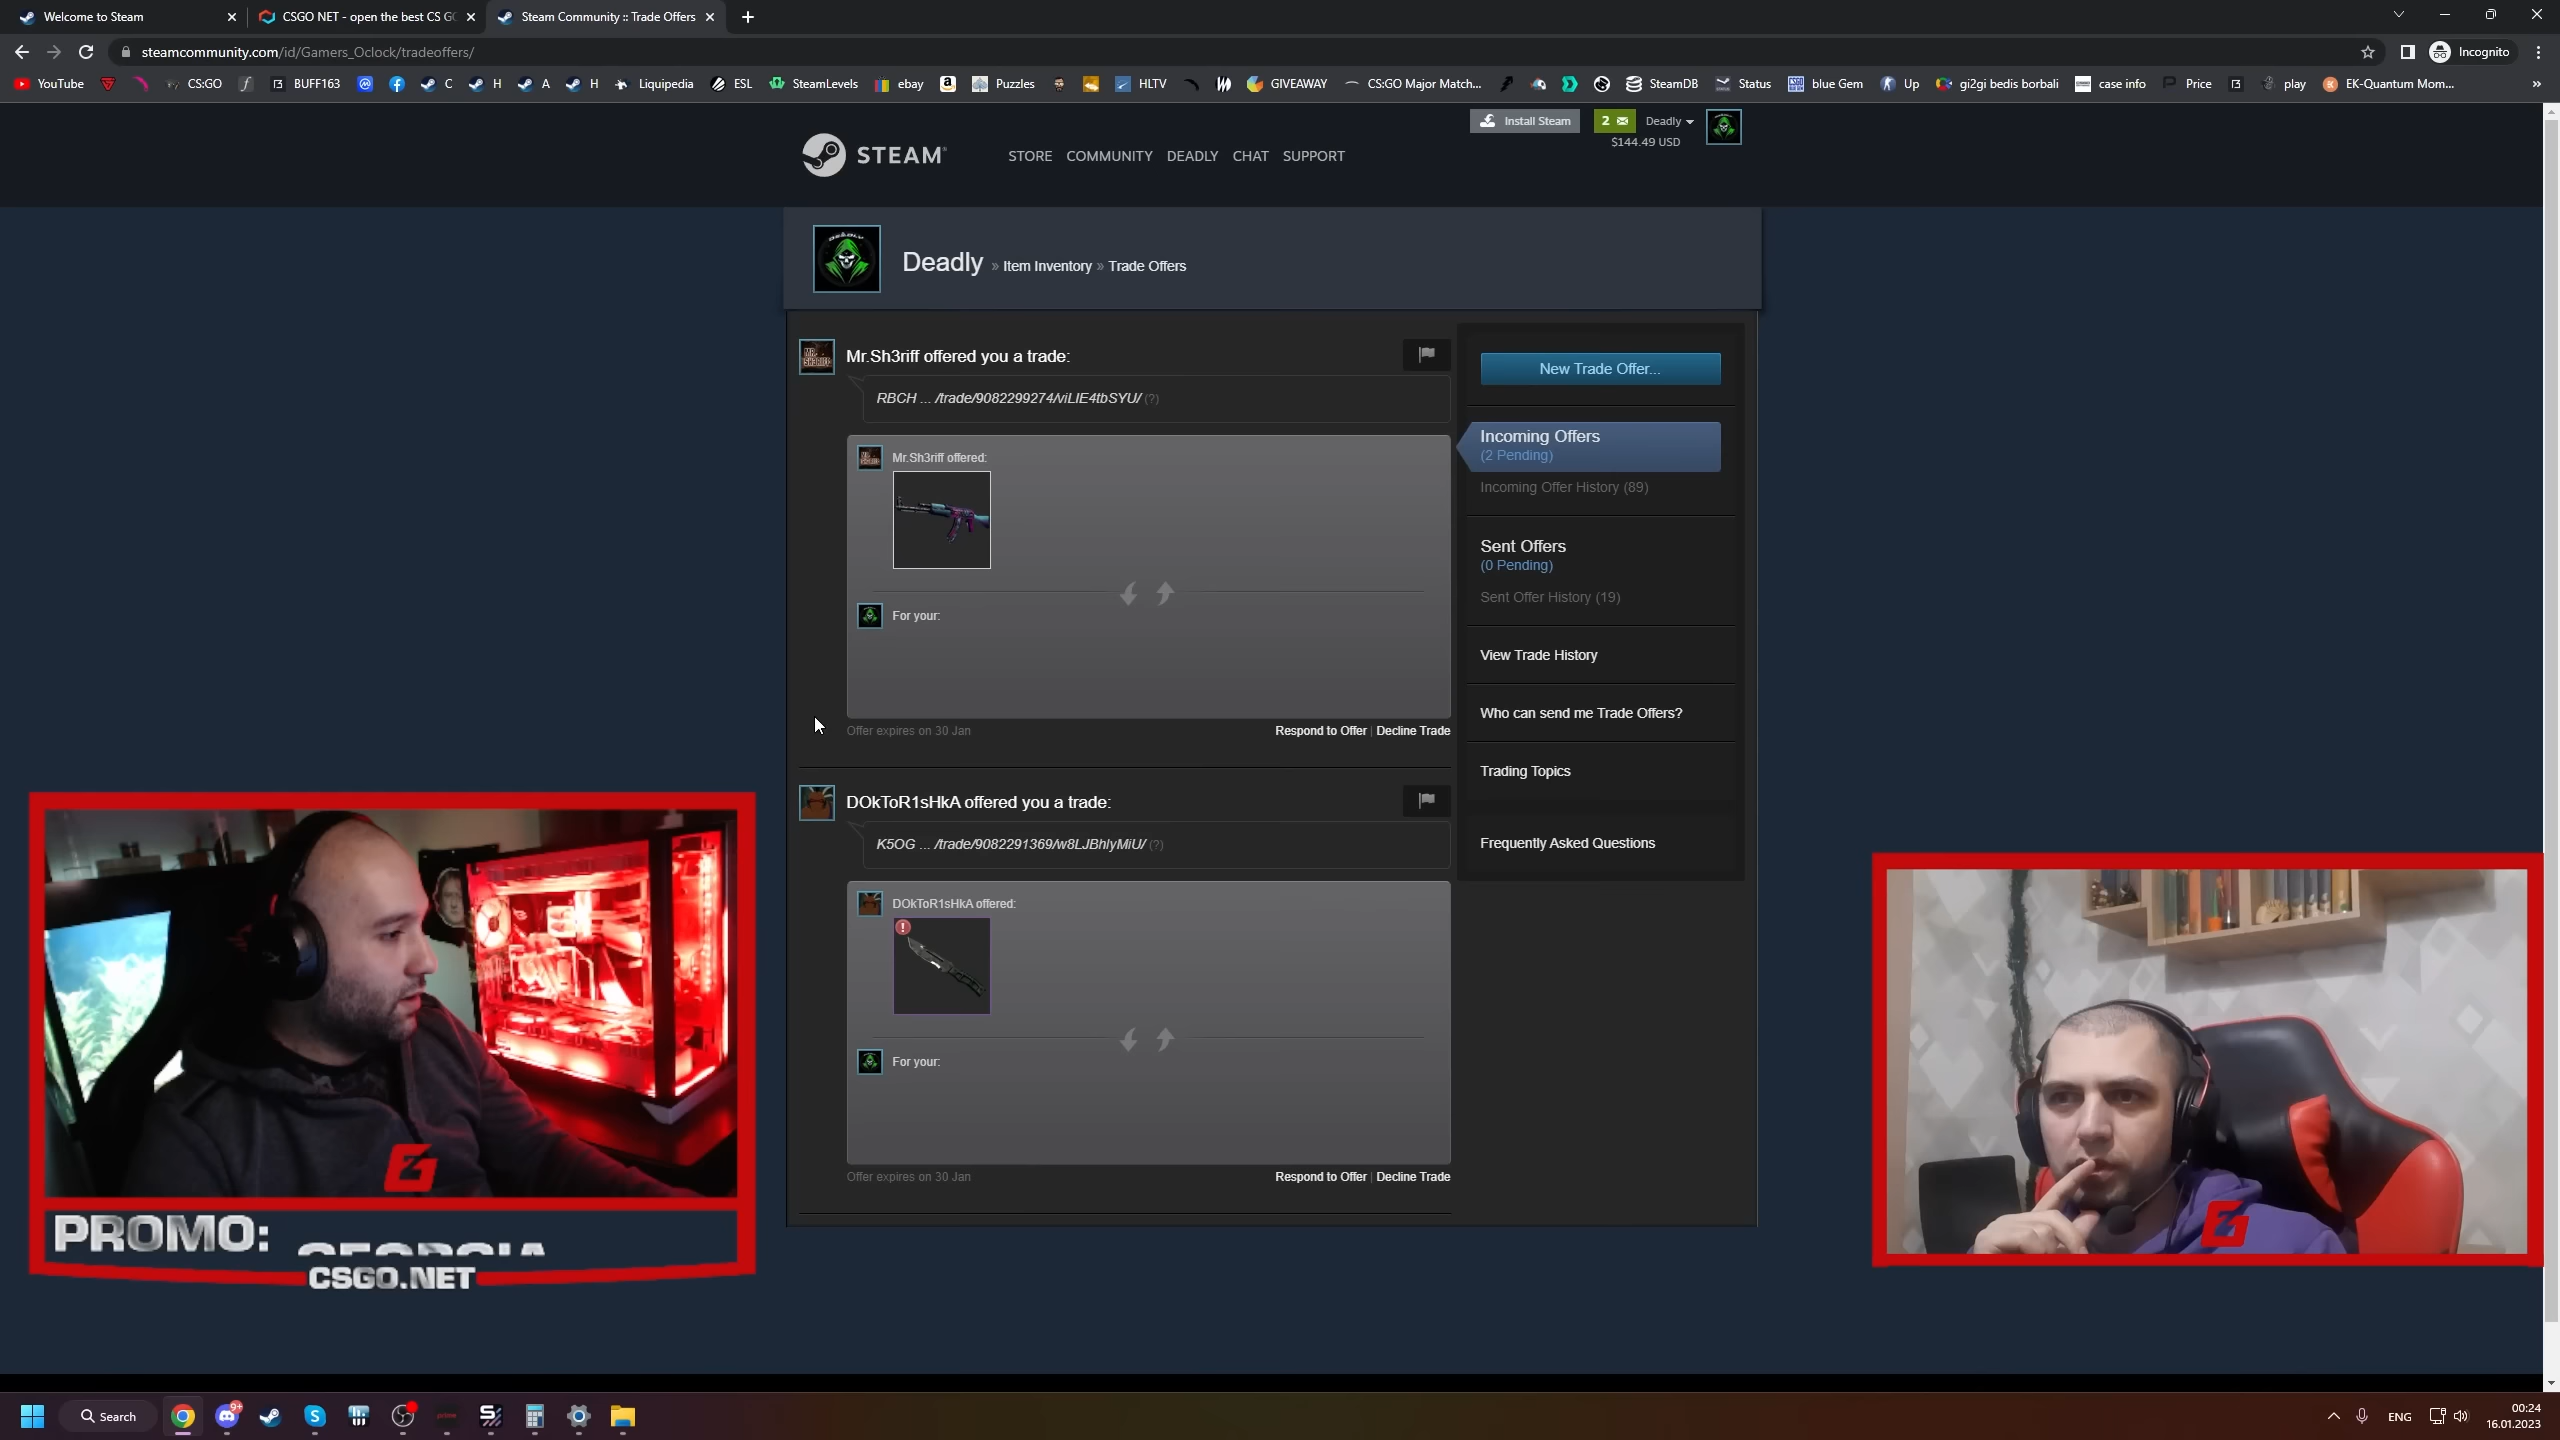 Welcome to Steam
CSGO NET - open the best CS GO
Steam Community :: Trade Offers
steamcommunity.com/id/Gamers_Oclock/tradeoffers/
Incognito
YouTube CS:GO BUFF163 C H A H Liquipedia ESL SteamLevels ebay Puzzles HLTV GIVEAWAY CS:GO Major Match... SteamDB Status blue Gem Up gi2gi bedis borbali case info Price play EK-Quantum Mom... »
Install Steam
2
Deadly
$144.49 USD
STEAM
STORE COMMUNITY DEADLY CHAT SUPPORT
Deadly » Item Inventory » Trade Offers
Mr.Sh3riff offered you a trade:
RBCH ... /trade/9082299274/viLIE4tbSYU/ (?)
Mr.Sh3riff offered:
For your:
Offer expires on 30 Jan
Respond to Offer | Decline Trade
DOkToR1sHkA offered you a trade:
K5OG ... /trade/9082291369/w8LJBhlyMiU/ (?)
DOkToR1sHkA offered:
For your:
Offer expires on 30 Jan
Respond to Offer | Decline Trade
New Trade Offer...
Incoming Offers
(2 Pending)
Incoming Offer History (89)
Sent Offers
(0 Pending)
Sent Offer History (19)
View Trade History
Who can send me Trade Offers?
Trading Topics
Frequently Asked Questions
PROMO:
CSGO.NET
Search
9+
ENG
00:24
16.01.2023